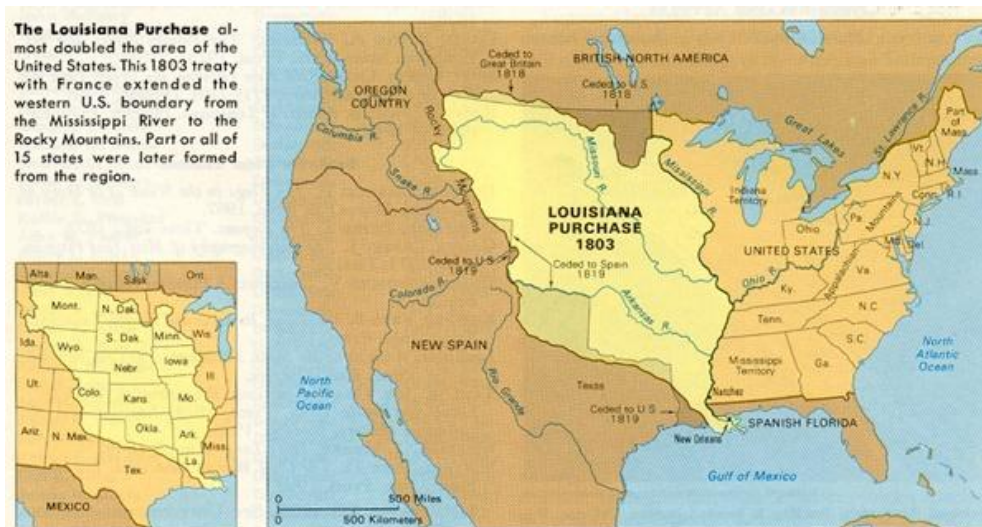 The Louisiana Purchase al-
most doubled the area of the
United States. This 1803 treaty
with France extended the
western U.S. boundary from
the Mississippi River to the
Rocky Mountains. Part or all of
15 states were later formed
from the region.
Alta.
Man.
Sask
Ont.
Mont.
N. Dak.
Minn.
Wis.
Ida.
Wyo.
S. Dak.
Iowa
Nebr
Ill
Ut.
Colo.
Kans.
Mo.
Ariz.
N. Mex.
Okla.
Ark.
Miss.
Tex.
La.
MEXICO
Ceded to
Great Britain
1818
BRITISH NORTH AMERICA
Ceded to U.S.
1818
OREGON
COUNTRY
Columbia R.
Rocky
Mountains
Snake R.
Missouri R.
Mississippi R.
Great Lakes
St. Lawrence R.
Part
of
Mass.
Vt.
N.H.
Mass.
N.Y.
Conn.
R.I.
Indiana
Territory
Pa.
N.J.
Ohio
Md.
Del.
LOUISIANA
PURCHASE
1803
UNITED STATES
Appalachian
Mountains
Ceded to U.S.
1819
Ceded to Spain
1819
Ohio R.
Va.
Ky.
Colorado R.
Arkansas R.
N.C.
Tenn.
S.C.
NEW SPAIN
Mississippi
Territory
Ga.
North
Atlantic
Ocean
North
Pacific
Ocean
Rio Grande
Texas
Natchez
Ceded to U.S.
1819
SPANISH FLORIDA
New Orleans
Gulf of Mexico
0
500 Miles
0
500 Kilometers